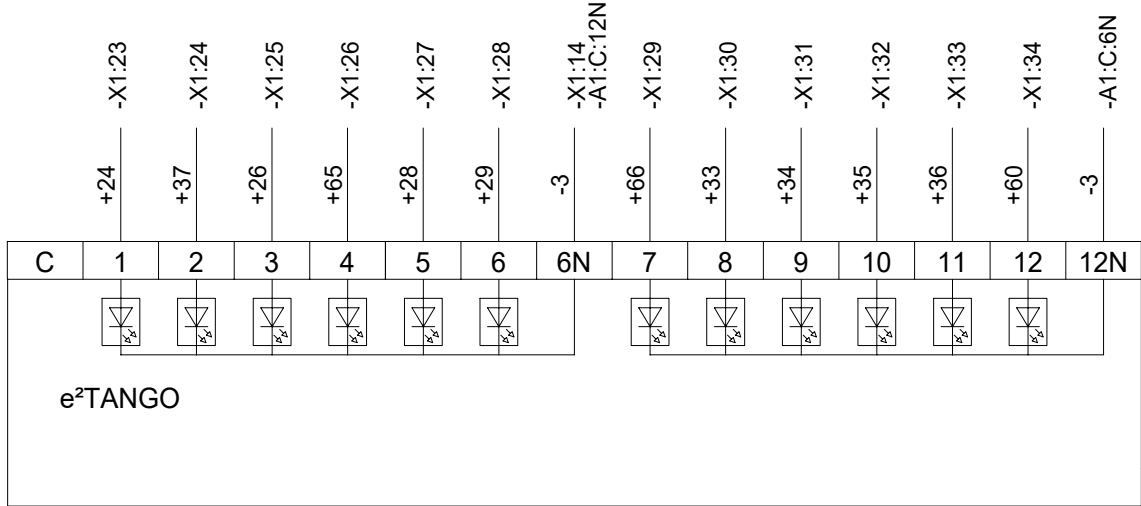 -X1:23
-X1:24
-X1:25
-X1:26
-X1:27
-X1:28
-X1:14
-A1:C:12N
-X1:29
-X1:30
-X1:31
-X1:32
-X1:33
-X1:34
-A1:C:6N
+24
+37
+26
+65
+28
+29
-3
+66
+33
+34
+35
+36
+60
-3
C 1 2 3 4 5 6 6N 7 8 9 10 11 12 12N
e²TANGO